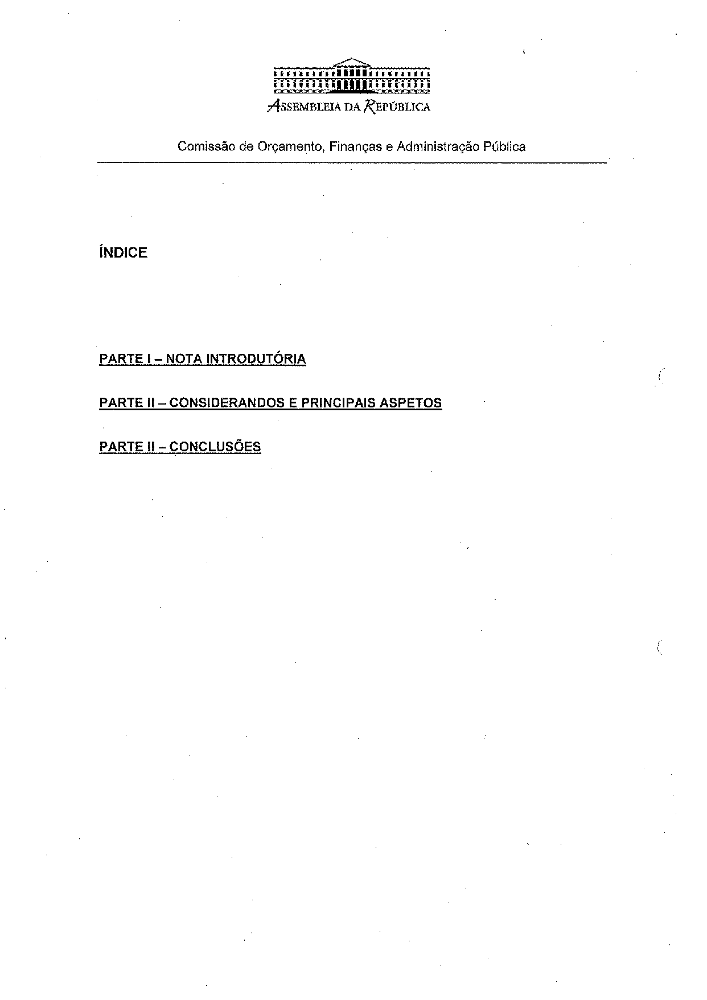 ASSEMBLEIA DA REPÚBLICA
Comissão de Orçamento, Finanças e Administração Pública
ÍNDICE
PARTE I – NOTA INTRODUTÓRIA
PARTE II – CONSIDERANDOS E PRINCIPAIS ASPETOS
PARTE II – CONCLUSÕES